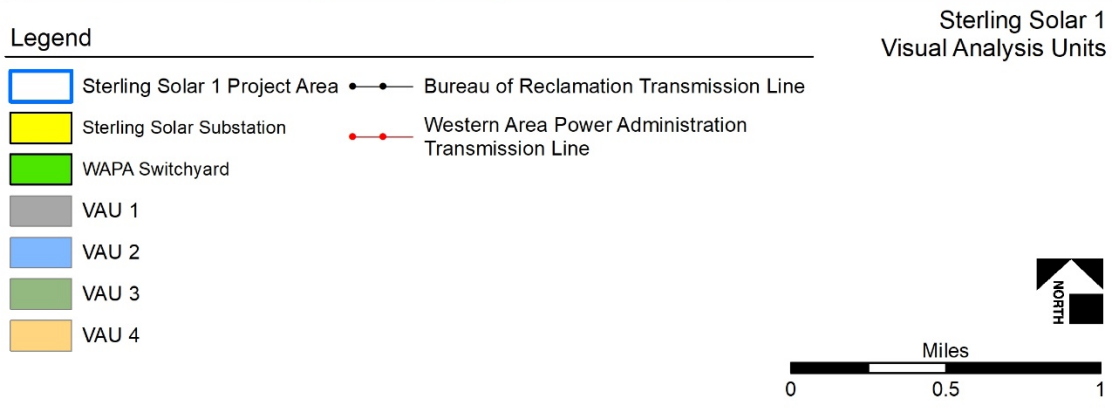 Sterling Solar 1
Visual Analysis Units
Legend
Sterling Solar 1 Project Area
Sterling Solar Substation
WAPA Switchyard
VAU 1
VAU 2
VAU 3
VAU 4
Bureau of Reclamation Transmission Line
Western Area Power Administration
Transmission Line
NORTH
Miles
0 0.5 1